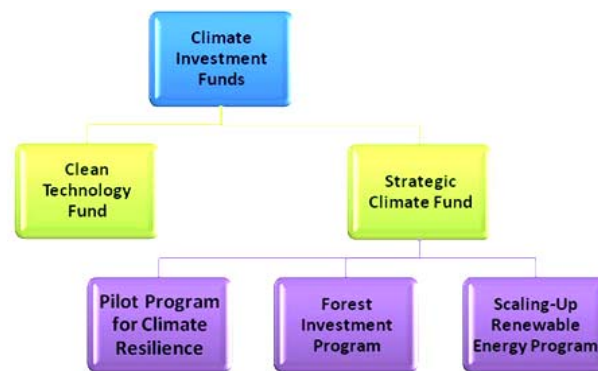 Climate
Investment
Funds
Clean
Technology
Fund
Strategic
Climate Fund
Pilot Program
for Climate
Resilience
Forest
Investment
Program
Scaling-Up
Renewable
Energy Program